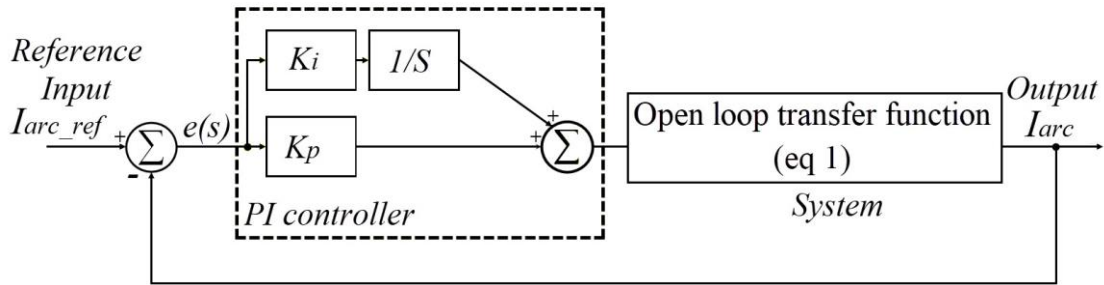 Reference
Input
Iarc_ref
+
-
Σ
e(s)
Ki
1/S
Kp
+
+
Σ
PI controller
Open loop transfer function
(eq 1)
System
Output
Iarc